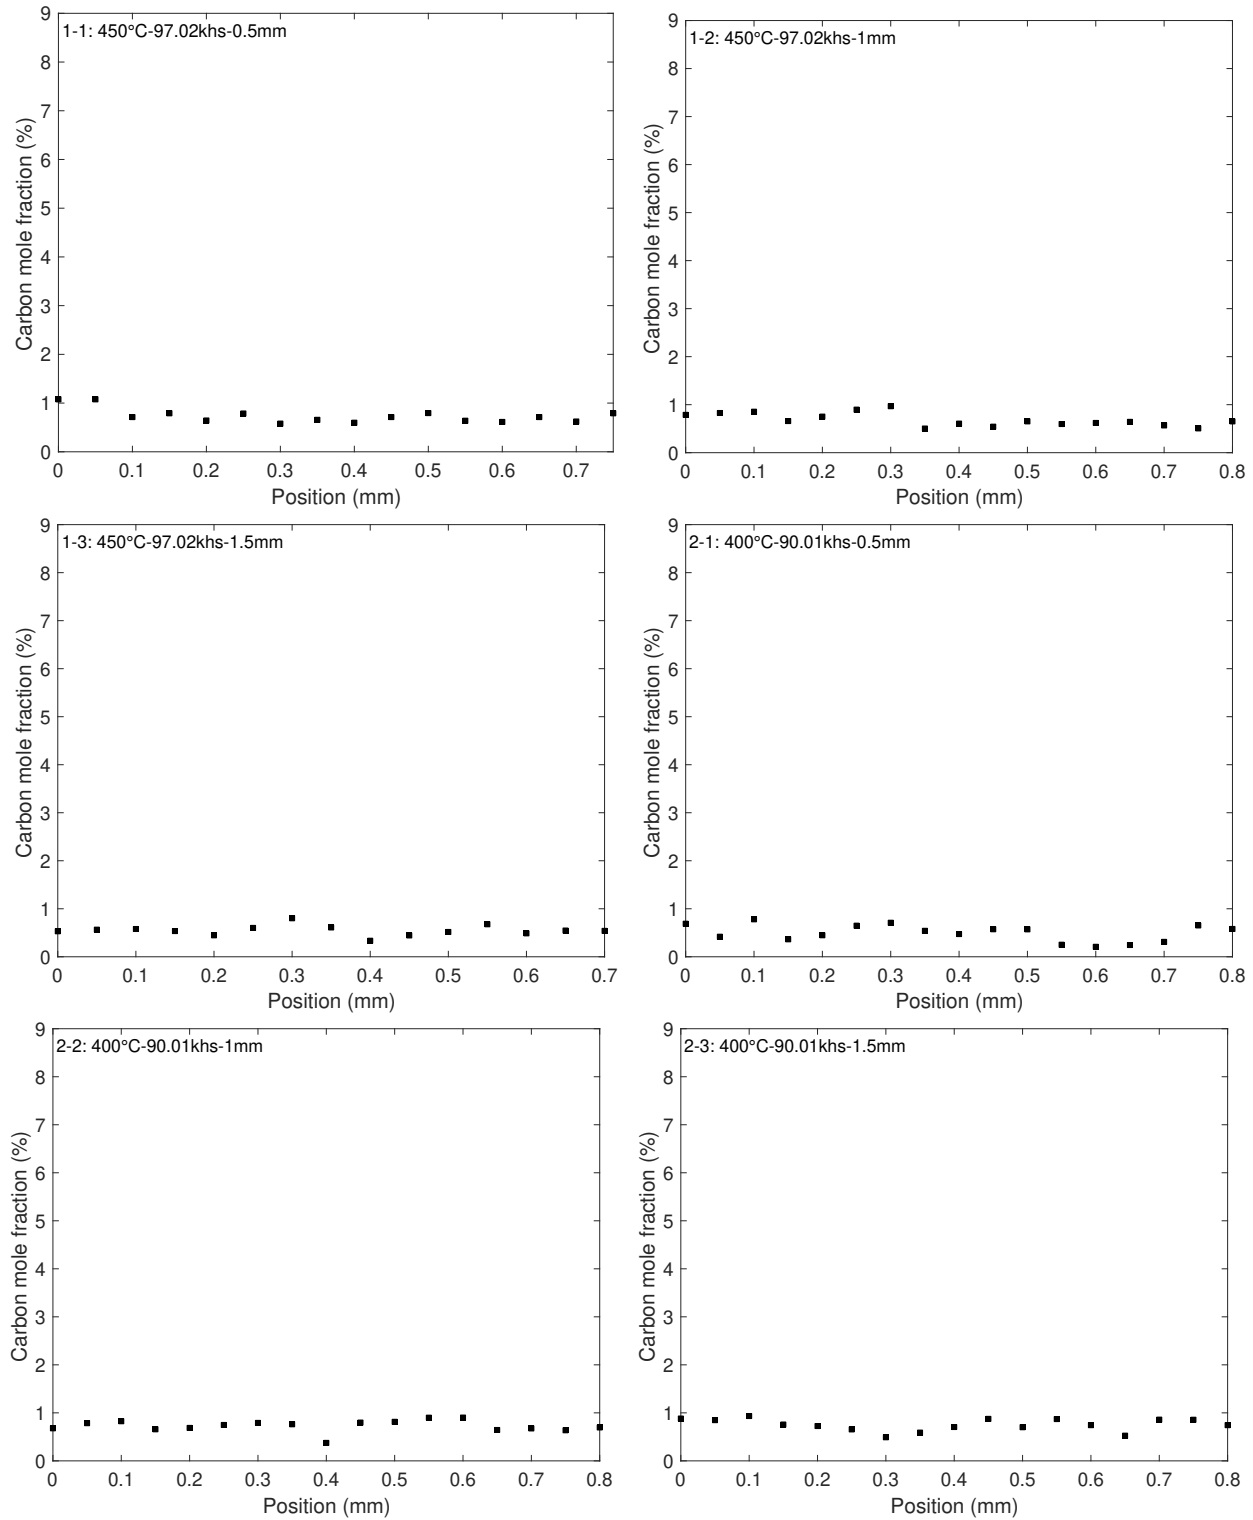 1-1: 450°C-97.02khs-0.5mm
9
8
7
6
5
4
3
2
1
0
Carbon mole fraction (%)
0 0.1 0.2 0.3 0.4 0.5 0.6 0.7
Position (mm)
1-2: 450°C-97.02khs-1mm
9
8
7
6
5
4
3
2
1
0
Carbon mole fraction (%)
0 0.1 0.2 0.3 0.4 0.5 0.6 0.7 0.8
Position (mm)
1-3: 450°C-97.02khs-1.5mm
9
8
7
6
5
4
3
2
1
0
Carbon mole fraction (%)
0 0.1 0.2 0.3 0.4 0.5 0.6 0.7
Position (mm)
2-1: 400°C-90.01khs-0.5mm
9
8
7
6
5
4
3
2
1
0
Carbon mole fraction (%)
0 0.1 0.2 0.3 0.4 0.5 0.6 0.7 0.8
Position (mm)
2-2: 400°C-90.01khs-1mm
9
8
7
6
5
4
3
2
1
0
Carbon mole fraction (%)
0 0.1 0.2 0.3 0.4 0.5 0.6 0.7 0.8
Position (mm)
2-3: 400°C-90.01khs-1.5mm
9
8
7
6
5
4
3
2
1
0
Carbon mole fraction (%)
0 0.1 0.2 0.3 0.4 0.5 0.6 0.7 0.8
Position (mm)